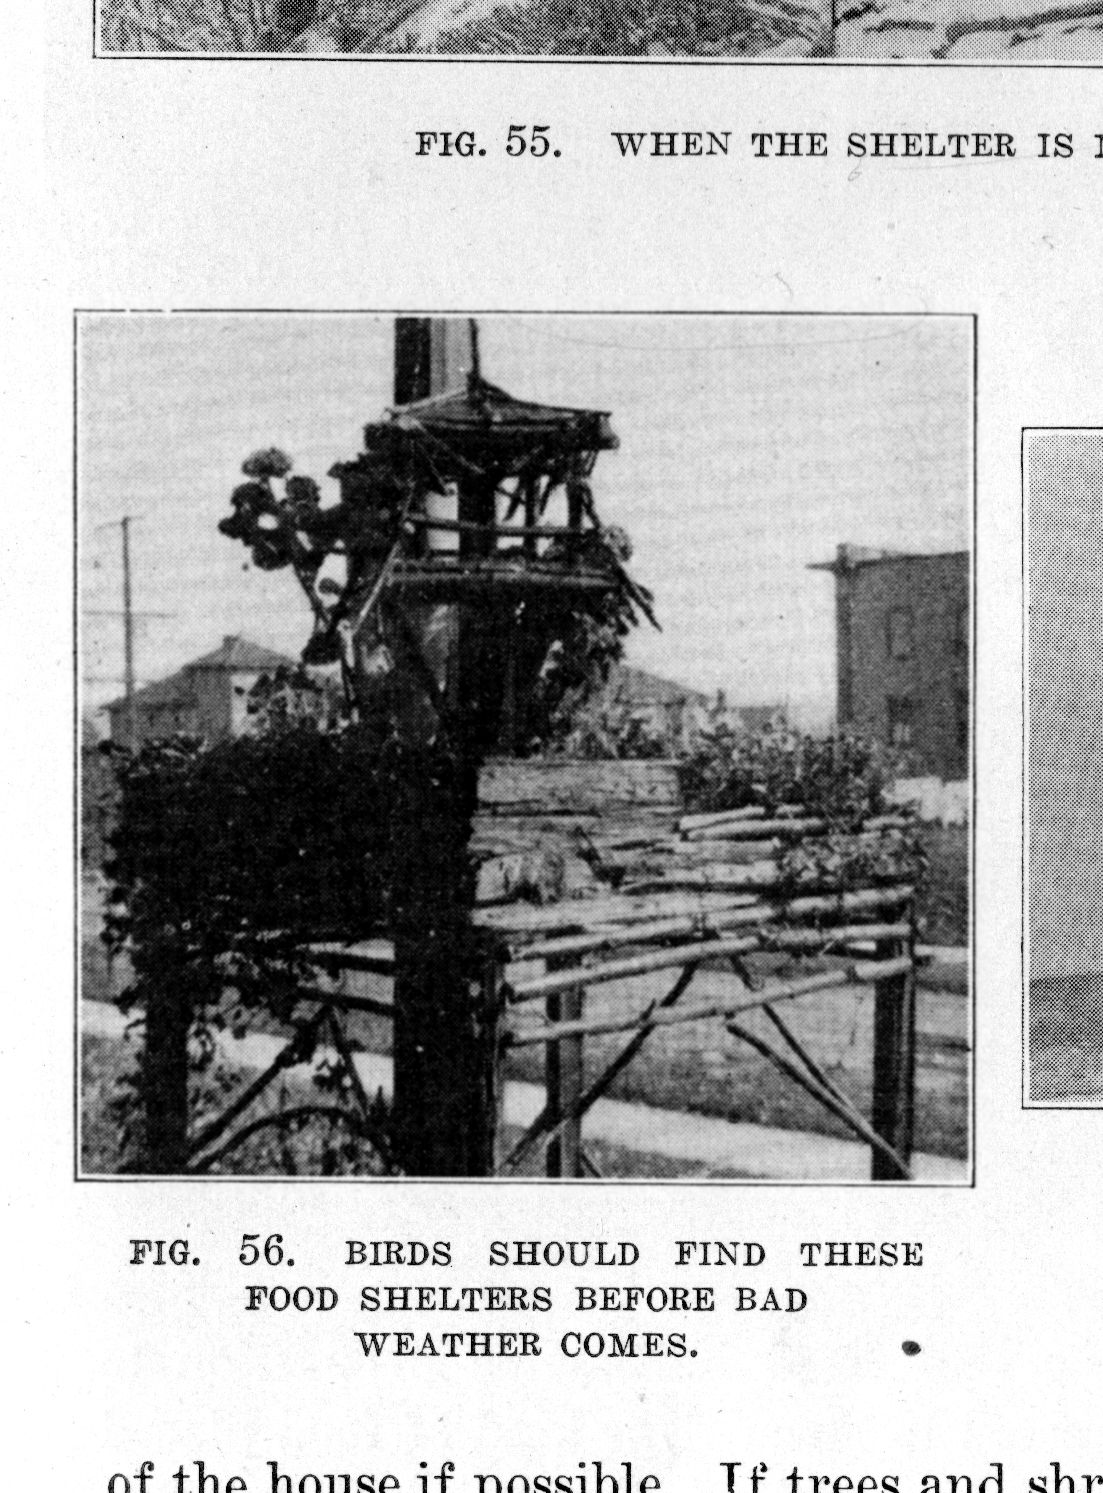 FIG. 55. WHEN THE SHELTER IS
FIG. 56. BIRDS SHOULD FIND THESE
FOOD SHELTERS BEFORE BAD
WEATHER COMES.
of the house if possible. If trees and